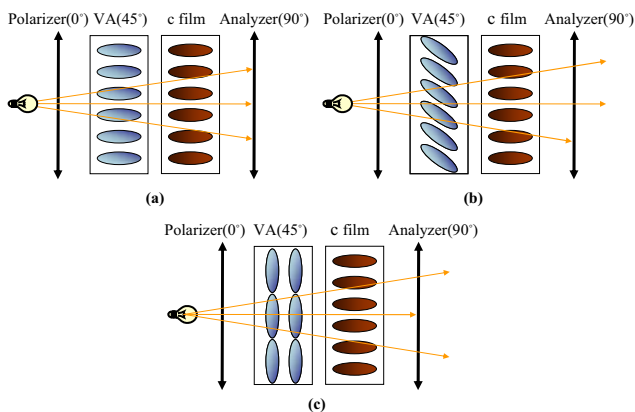 Polarizer(0°) VA(45°) c film Analyzer(90°)
(a)
Polarizer(0°) VA(45°) c film Analyzer(90°)
(b)
Polarizer(0°) VA(45°) c film Analyzer(90°)
(c)